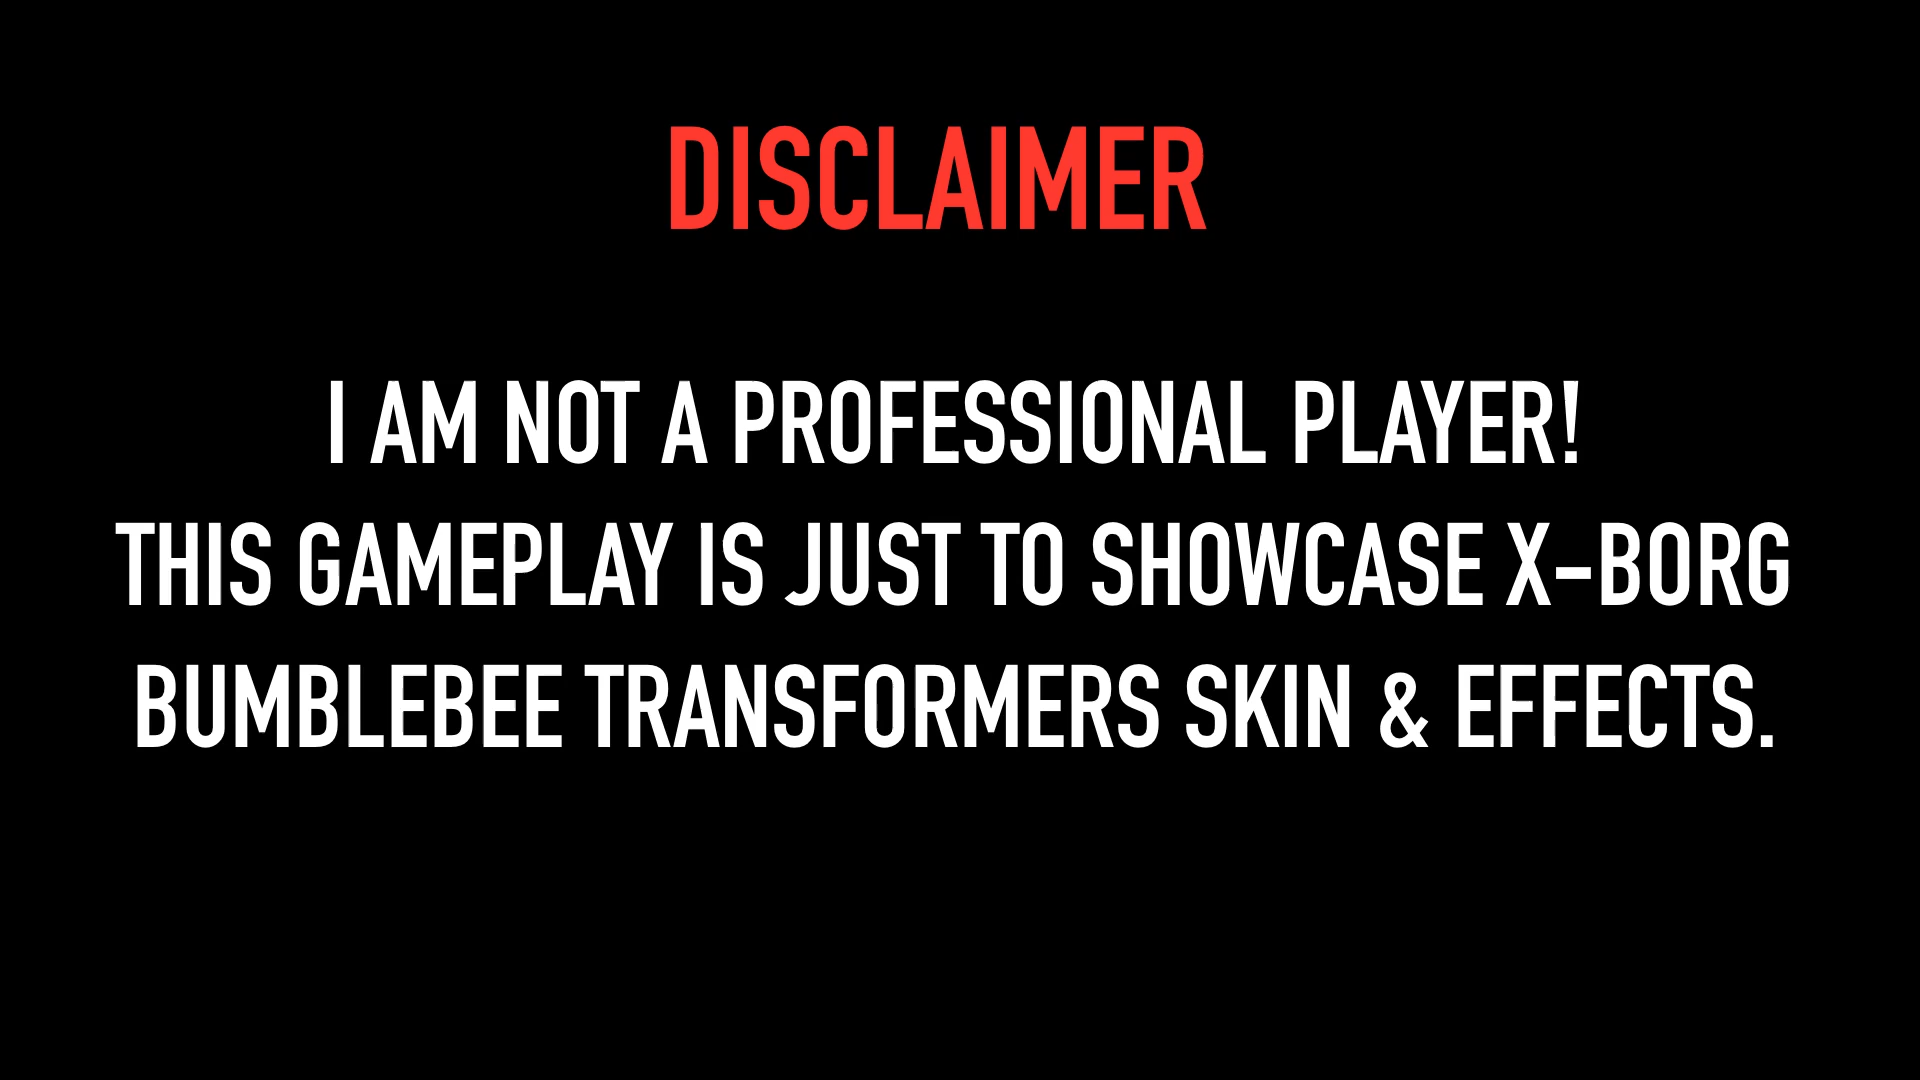 DISCLAIMER
I AM NOT A PROFESSIONAL PLAYER!
THIS GAMEPLAY IS JUST TO SHOWCASE X-BORG
BUMBLEBEE TRANSFORMERS SKIN & EFFECTS.